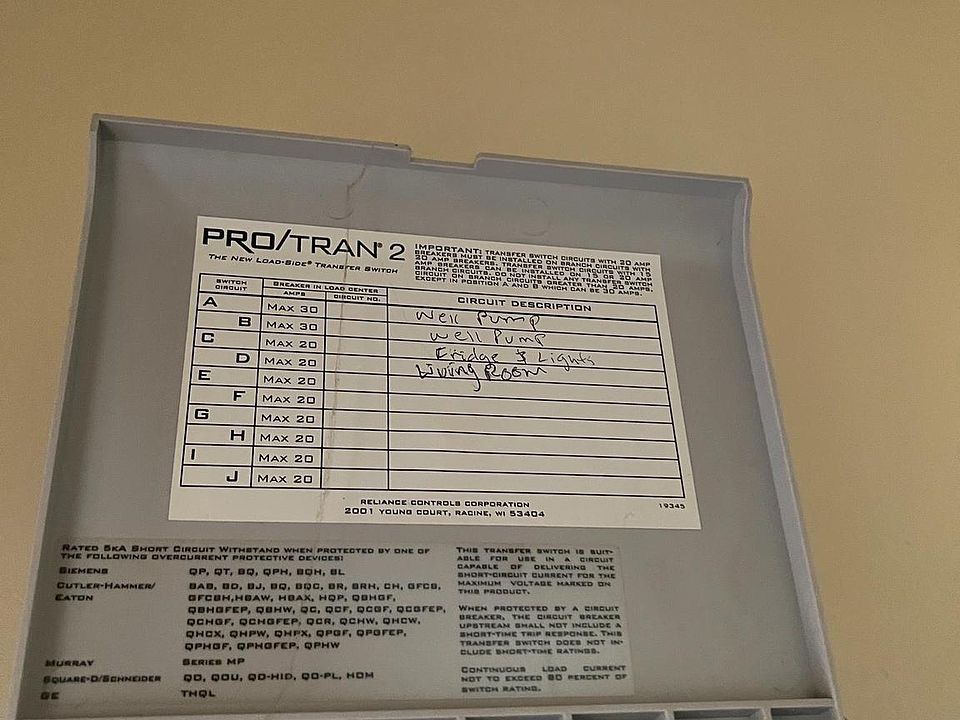 PRO/TRAN® 2
THE NEW LOAD-SIDE® TRANSFER SWITCH
IMPORTANT: TRANSFER SWITCH CIRCUITS WITH 20 AMP
BREAKERS MUST BE INSTALLED ON BRANCH CIRCUITS WITH
20 AMP BREAKERS. TRANSFER SWITCH CIRCUITS WITH 15
AMP BREAKERS CAN BE INSTALLED ON 15 OR 20 AMP
BRANCH CIRCUITS. DO NOT INSTALL ANY TRANSFER SWITCH
CIRCUIT ON BRANCH CIRCUITS GREATER THAN 20 AMPS.
EXCEPT IN POSITION A AND B WHICH CAN BE 30 AMPS.
SWITCH CIRCUIT BREAKER IN LOAD CENTER
AMPS CIRCUIT NO. CIRCUIT DESCRIPTION
A MAX 30 Well Pump
B MAX 30 Well Pump
C MAX 20 Fridge & Lights
D MAX 20 Living Room
E MAX 20
F MAX 20
G MAX 20
H MAX 20
I MAX 20
J MAX 20
RELIANCE CONTROLS CORPORATION
2001 YOUNG COURT, RACINE, WI 53404
19345
RATED 5KA SHORT CIRCUIT WITHSTAND WHEN PROTECTED BY ONE OF
THE FOLLOWING OVERCURRENT PROTECTIVE DEVICES:
SIEMENS QP, QT, BQ, QPH, BQH, BL
CUTLER-HAMMER/ BAB, BD, BJ, BQ, BQC, BR, BRH, CH, GFCB,
EATON GFCBH,HBAW, HBAX, HQP, QBHGF,
QBHGFEP, QBHW, QC, QCF, QCGF, QCGFEP,
QCHGF, QCHGFEP, QCR, QCHW, QHCW,
QHCX, QHPW, QHPX, QPGF, QPGFEP,
QPHGF, QPHGFEP, QPHW
MURRAY SERIES MP
SQUARE-D/SCHNEIDER QO, QOU, QO-HID, QO-PL, HOM
GE THQL
THIS TRANSFER SWITCH IS SUIT-
ABLE FOR USE IN A CIRCUIT
CAPABLE OF DELIVERING THE
SHORT-CIRCUIT CURRENT FOR THE
MAXIMUM VOLTAGE MARKED ON
THIS PRODUCT.
WHEN PROTECTED BY A CIRCUIT
BREAKER, THE CIRCUIT BREAKER
UPSTREAM SHALL NOT INCLUDE A
SHORT-TIME TRIP RESPONSE. THIS
TRANSFER SWITCH DOES NOT IN-
CLUDE SHORT-TIME RATINGS.
CONTINUOUS LOAD CURRENT
NOT TO EXCEED 80 PERCENT OF
SWITCH RATING.